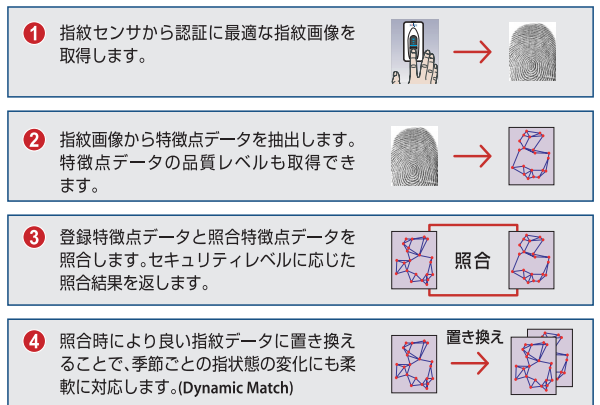 1 指紋センサから認証に最適な指紋画像を
取得します。
2 指紋画像から特徴点データを抽出します。
特徴点データの品質レベルも取得でき
ます。
3 登録特徴点データと照合特徴点データを
照合します。セキュリティレベルに応じた
照合結果を返します。
照合
4 照合時により良い指紋データに置き換え
ることで、季節ごとの指状態の変化にも柔
軟に対応します。(Dynamic Match)
置き換え